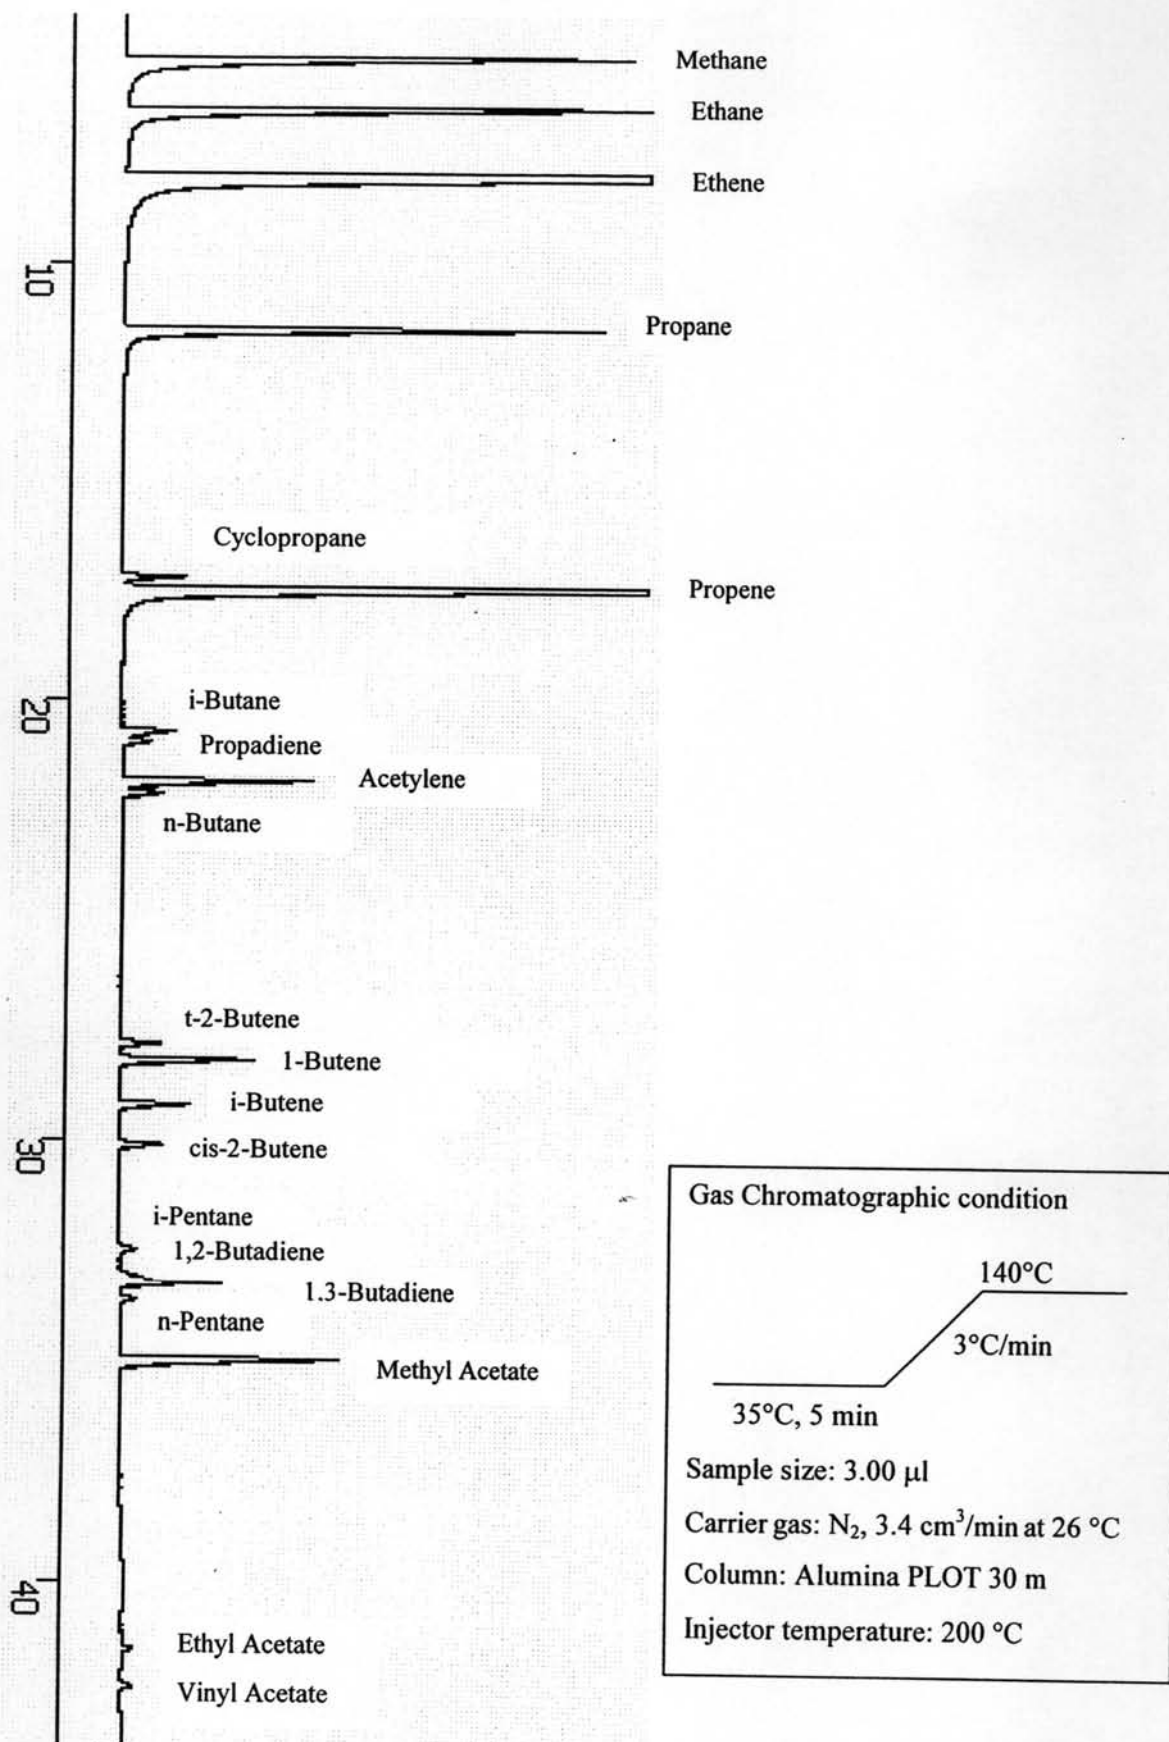 Methane
Ethane
Ethene
10
Propane
Cyclopropane
Propene
i-Butane
20
Propadiene
Acetylene
n-Butane
t-2-Butene
1-Butene
i-Butene
30
cis-2-Butene
i-Pentane
1,2-Butadiene
1.3-Butadiene
n-Pentane
Methyl Acetate
40
Ethyl Acetate
Vinyl Acetate
Gas Chromatographic condition
140°C
3°C/min
35°C, 5 min
Sample size: 3.00 µl
Carrier gas: N₂, 3.4 cm³/min at 26 °C
Column: Alumina PLOT 30 m
Injector temperature: 200 °C